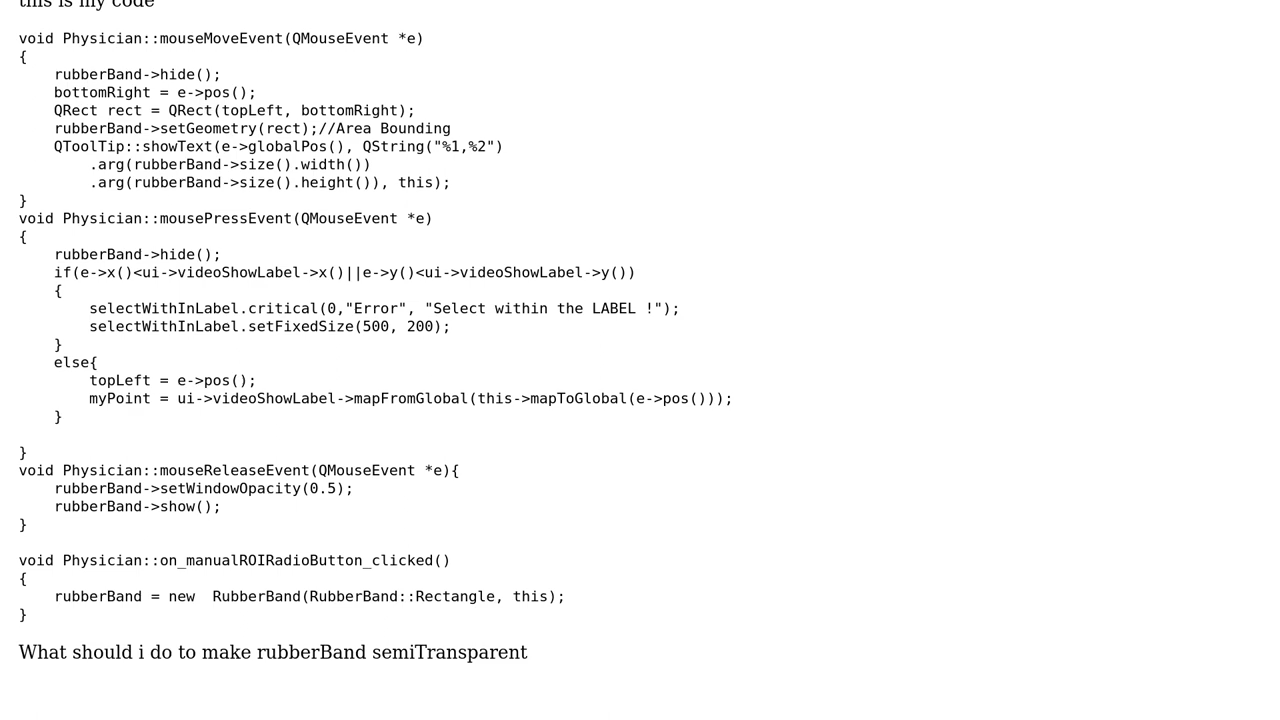 this is my code
void Physician::mouseMoveEvent(QMouseEvent *e)
{
    rubberBand->hide();
    bottomRight = e->pos();
    QRect rect = QRect(topLeft, bottomRight);
    rubberBand->setGeometry(rect);//Area Bounding
    QToolTip::showText(e->globalPos(), QString("%1,%2")
        .arg(rubberBand->size().width())
        .arg(rubberBand->size().height()), this);
}
void Physician::mousePressEvent(QMouseEvent *e)
{
    rubberBand->hide();
    if(e->x()<ui->videoShowLabel->x()||e->y()<ui->videoShowLabel->y())
    {
        selectWithInLabel.critical(0,"Error", "Select within the LABEL !");
        selectWithInLabel.setFixedSize(500, 200);
    }
    else{
        topLeft = e->pos();
        myPoint = ui->videoShowLabel->mapFromGlobal(this->mapToGlobal(e->pos()));
    }

}
void Physician::mouseReleaseEvent(QMouseEvent *e){
    rubberBand->setWindowOpacity(0.5);
    rubberBand->show();
}

void Physician::on_manualROIRadioButton_clicked()
{
    rubberBand = new  RubberBand(RubberBand::Rectangle, this);
}
What should i do to make rubberBand semiTransparent